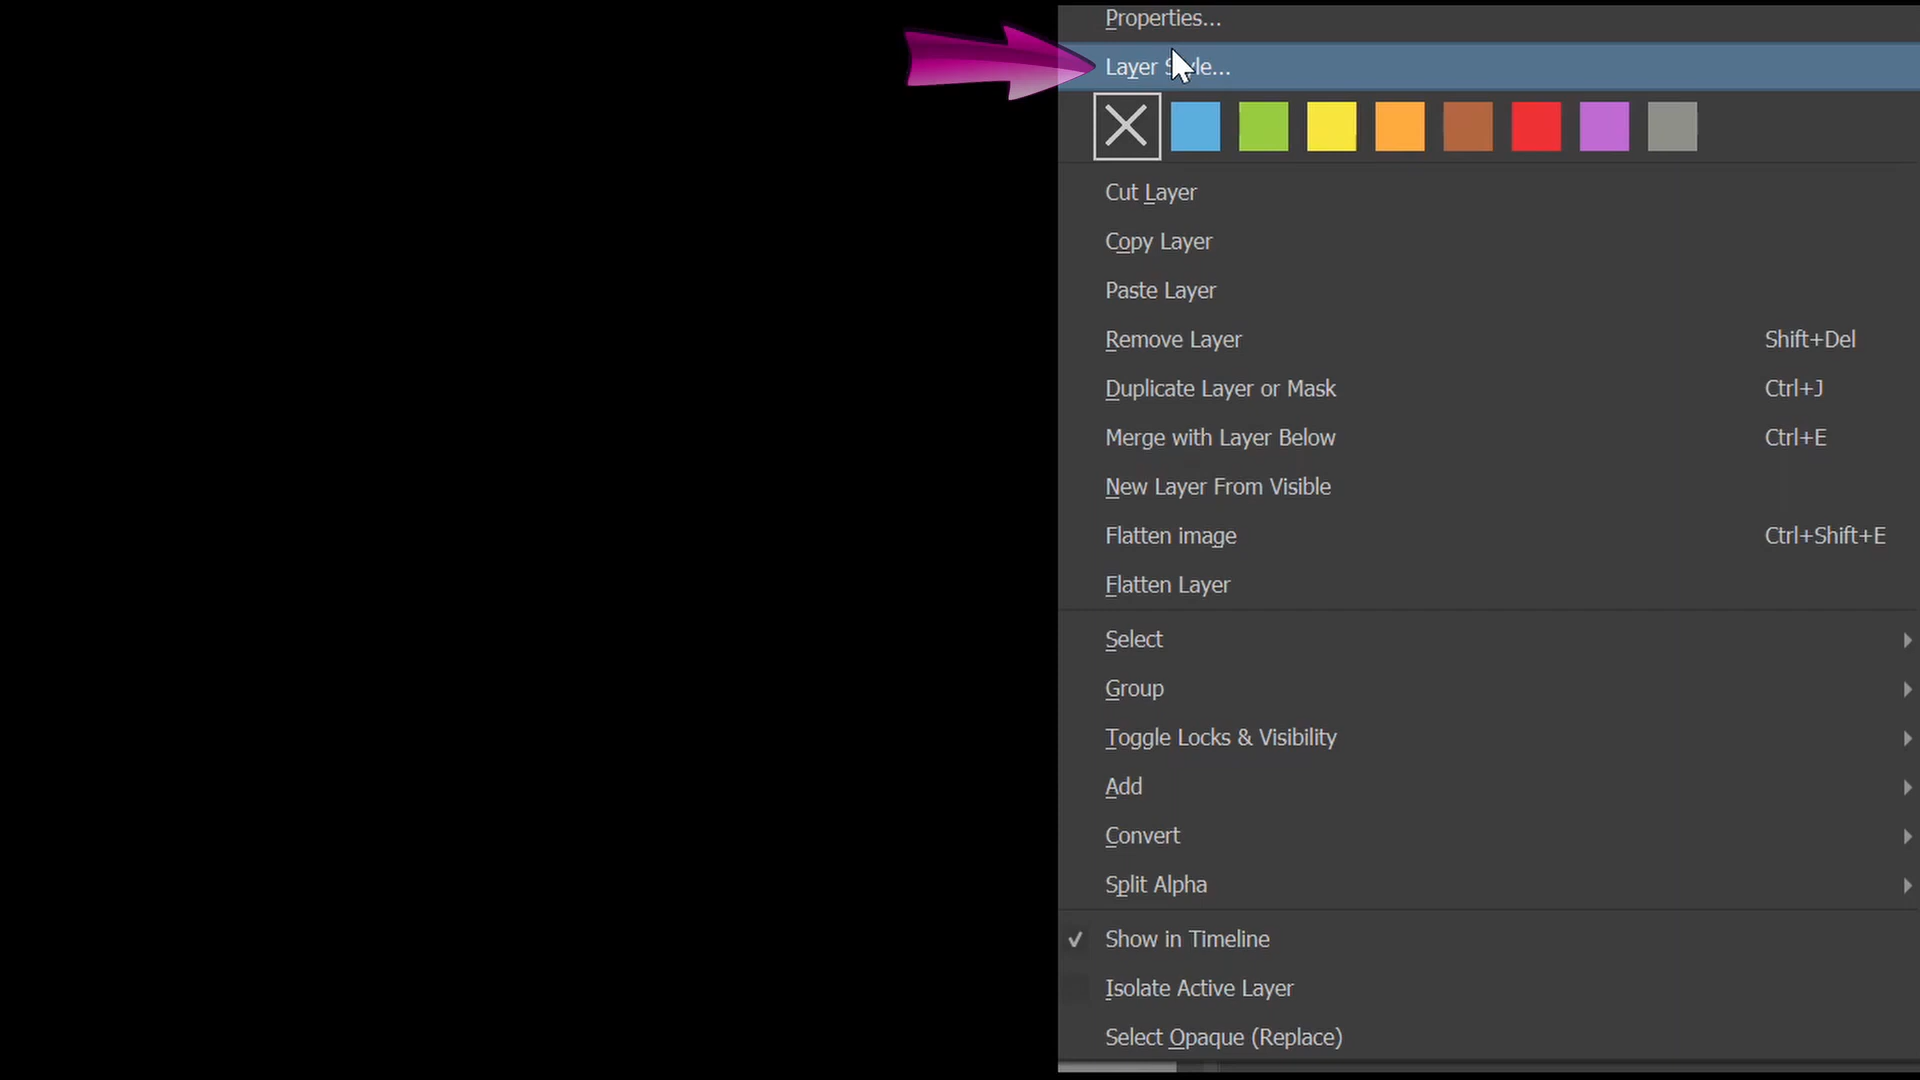 Properties...
Layer Style...
Cut Layer
Copy Layer
Paste Layer
Remove Layer Shift+Del
Duplicate Layer or Mask Ctrl+J
Merge with Layer Below Ctrl+E
New Layer From Visible
Flatten image Ctrl+Shift+E
Flatten Layer
Select
Group
Toggle Locks & Visibility
Add
Convert
Split Alpha
Show in Timeline
Isolate Active Layer
Select Opaque (Replace)